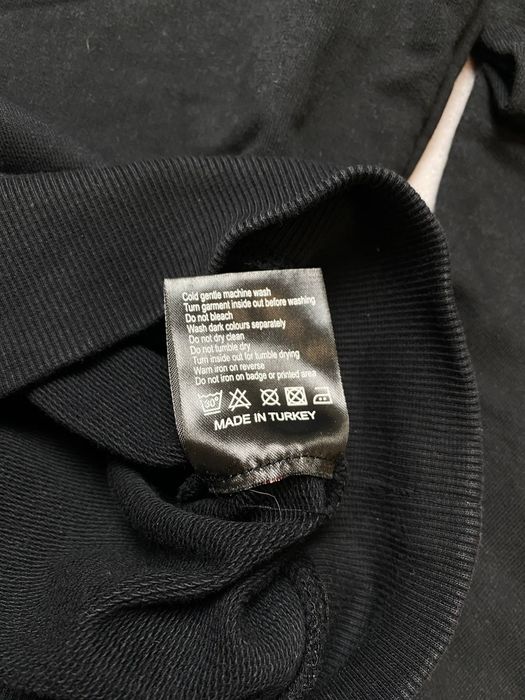 Cold gentle machine wash
Turn garment inside out before washing
Do not bleach
Wash dark colours separately
Do not dry clean
Do not tumble dry
Turn inside out for tumble drying
Warn iron on reverse
Do not iron on badge or printed area
30°
MADE IN TURKEY